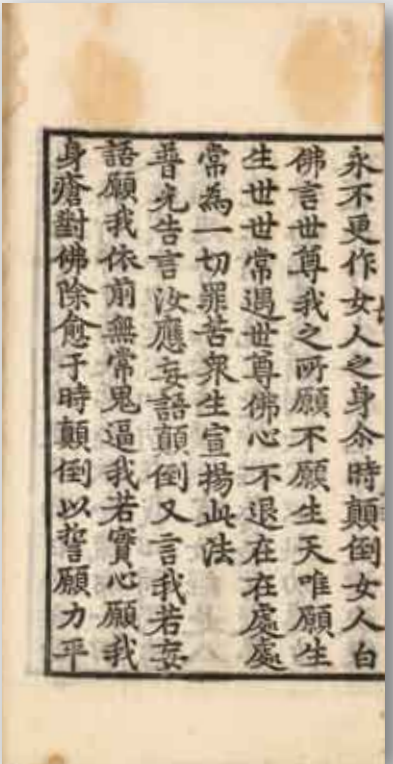 永不更作女人之身尒時顛倒女人白
佛言世尊我之所願不願生天唯願生
生世世常遇世尊佛心不退在在處處
常為一切罪苦衆生宣揚此法
普光告言汝應妄語顛倒又言我若妄
語願我依前無常鬼逼我若實心願我
身瘡對佛除愈于時顛倒以誓願力平